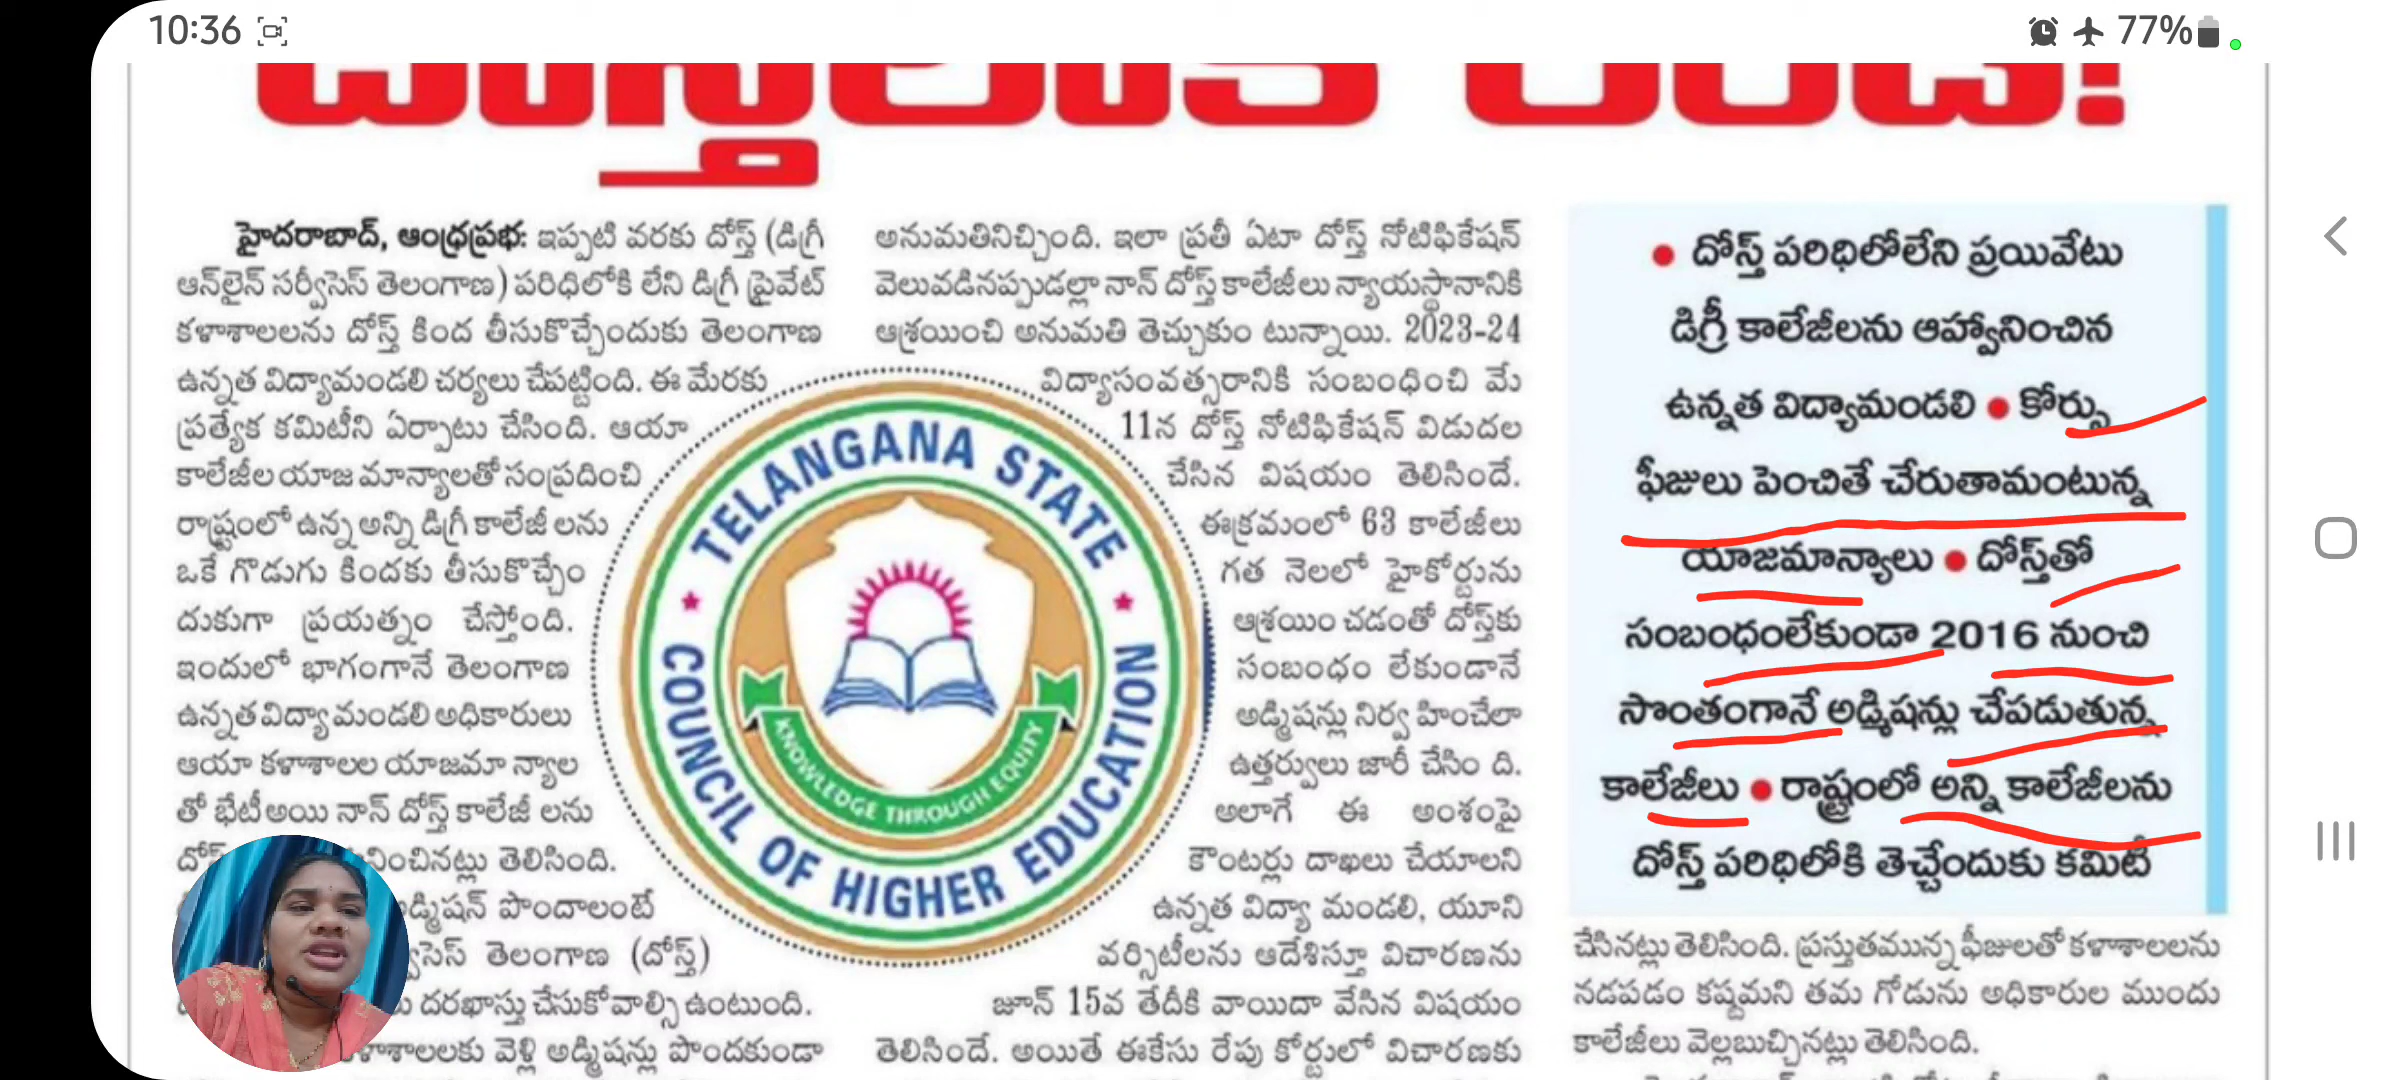 10:36
77%
హైదరాబాద్, ఆంధ్రప్రభ: ఇప్పటి వరకు దోస్త్ (డిగ్రీ
ఆన్‌లైన్ సర్వీసెస్ తెలంగాణ) పరిధిలోకి లేని డిగ్రీ ప్రైవేట్
కళాశాలలను దోస్త్ కింద తీసుకొచ్చేందుకు తెలంగాణ
ఉన్నత విద్యామండలి చర్యలు చేపట్టింది. ఈ మేరకు
ప్రత్యేక కమిటీని ఏర్పాటు చేసింది. ఆయా
కాలేజీల యాజ మాన్యాలతో సంప్రదించి
రాష్ట్రంలో ఉన్న అన్ని డిగ్రీ కాలేజీ లను
ఒకే గొడుగు కిందకు తీసుకొచ్చేం
దుకుగా ప్రయత్నం చేస్తోంది.
ఇందులో భాగంగానే తెలంగాణ
ఉన్నత విద్యా మండలి అధికారులు
ఆయా కళాశాలల యాజమా న్యాల
తో భేటీ అయి నాన్ దోస్త్ కాలేజీ లను
తెలిసింది.
పొందాలంటే
తెలంగాణ (దోస్త్)
దరఖాస్తు చేసుకోవాల్సి ఉంటుంది.
వెళ్లి అడ్మిషన్లు పొందకుండా
TELANGANA STATE
COUNCIL OF HIGHER EDUCATION
KNOWLEDGE THROUGH EQUITY
అనుమతినిచ్చింది. ఇలా ప్రతీ ఏటా దోస్త్ నోటిఫికేషన్
వెలువడినప్పుడల్లా నాన్ దోస్త్ కాలేజీలు న్యాయస్థానానికి
ఆశ్రయించి అనుమతి తెచ్చుకుం టున్నాయి. 2023-24
విద్యాసంవత్సరానికి సంబంధించి మే
11న దోస్త్ నోటిఫికేషన్ విడుదల
చేసిన విషయం తెలిసిందే.
ఈక్రమంలో 63 కాలేజీలు
గత నెలలో హైకోర్టును
ఆశ్రయిం చడంతో దోస్త్‌కు
సంబంధం లేకుండానే
అడ్మిషన్లు నిర్వ హించేలా
ఉత్తర్వులు జారీ చేసిం ది.
అలాగే ఈ అంశంపై
కౌంటర్లు దాఖలు చేయాలని
ఉన్నత విద్యా మండలి, యూని
వర్సిటీలను ఆదేశిస్తూ విచారణను
జూన్ 15వ తేదీకి వాయిదా వేసిన విషయం
తెలిసిందే. అయితే ఈకేసు రేపు కోర్టులో విచారణకు
• దోస్త్ పరిధిలోలేని ప్రయివేటు
డిగ్రీ కాలేజీలను ఆహ్వానించిన
ఉన్నత విద్యామండలి • కోర్సు
ఫీజులు పెంచితే చేరుతామంటున్న
యాజమాన్యాలు • దోస్త్‌తో
సంబంధంలేకుండా 2016 నుంచి
సొంతంగానే అడ్మిషన్లు చేపడుతున్న
కాలేజీలు • రాష్ట్రంలో అన్ని కాలేజీలను
దోస్త్ పరిధిలోకి తెచ్చేందుకు కమిటీ
చేసినట్లు తెలిసింది. ప్రస్తుతమున్న ఫీజులతో కళాశాలలను
నడపడం కష్టమని తమ గోడును అధికారుల ముందు
కాలేజీలు వెల్లబుచ్చినట్లు తెలిసింది.